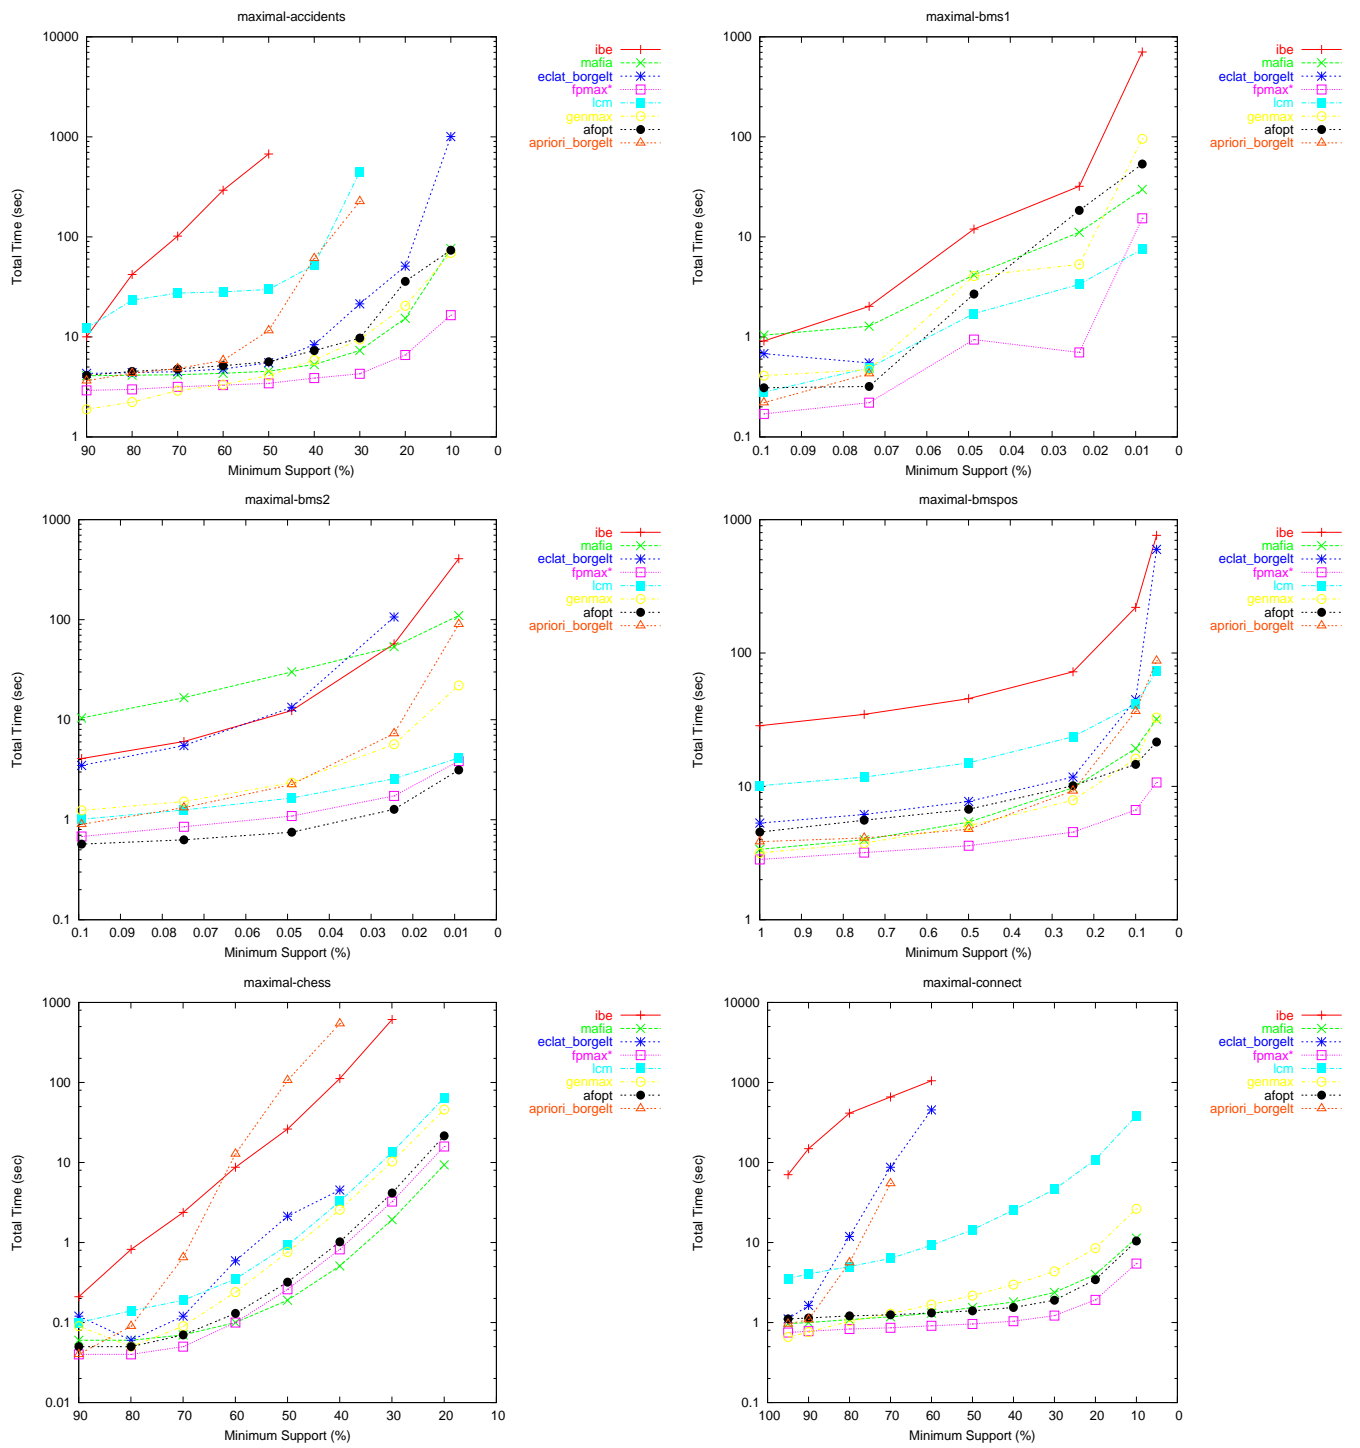 maximal-accidents
10000
1000
100
10
1
Total Time (sec)
90 80 70 60 50 40 30 20 10 0
Minimum Support (%)
ibe
mafia
eclat_borgelt
fpmax*
lcm
genmax
afopt
apriori_borgelt
maximal-bms1
1000
100
10
1
0.1
Total Time (sec)
0.1 0.09 0.08 0.07 0.06 0.05 0.04 0.03 0.02 0.01 0
Minimum Support (%)
ibe
mafia
eclat_borgelt
fpmax*
lcm
genmax
afopt
apriori_borgelt
maximal-bms2
1000
100
10
1
0.1
Total Time (sec)
0.1 0.09 0.08 0.07 0.06 0.05 0.04 0.03 0.02 0.01 0
Minimum Support (%)
ibe
mafia
eclat_borgelt
fpmax*
lcm
genmax
afopt
apriori_borgelt
maximal-bmspos
1000
100
10
1
Total Time (sec)
1 0.9 0.8 0.7 0.6 0.5 0.4 0.3 0.2 0.1 0
Minimum Support (%)
ibe
mafia
eclat_borgelt
fpmax*
lcm
genmax
afopt
apriori_borgelt
maximal-chess
1000
100
10
1
0.1
0.01
Total Time (sec)
90 80 70 60 50 40 30 20 10
Minimum Support (%)
ibe
mafia
eclat_borgelt
fpmax*
lcm
genmax
afopt
apriori_borgelt
maximal-connect
10000
1000
100
10
1
0.1
Total Time (sec)
100 90 80 70 60 50 40 30 20 10 0
Minimum Support (%)
ibe
mafia
eclat_borgelt
fpmax*
lcm
genmax
afopt
apriori_borgelt